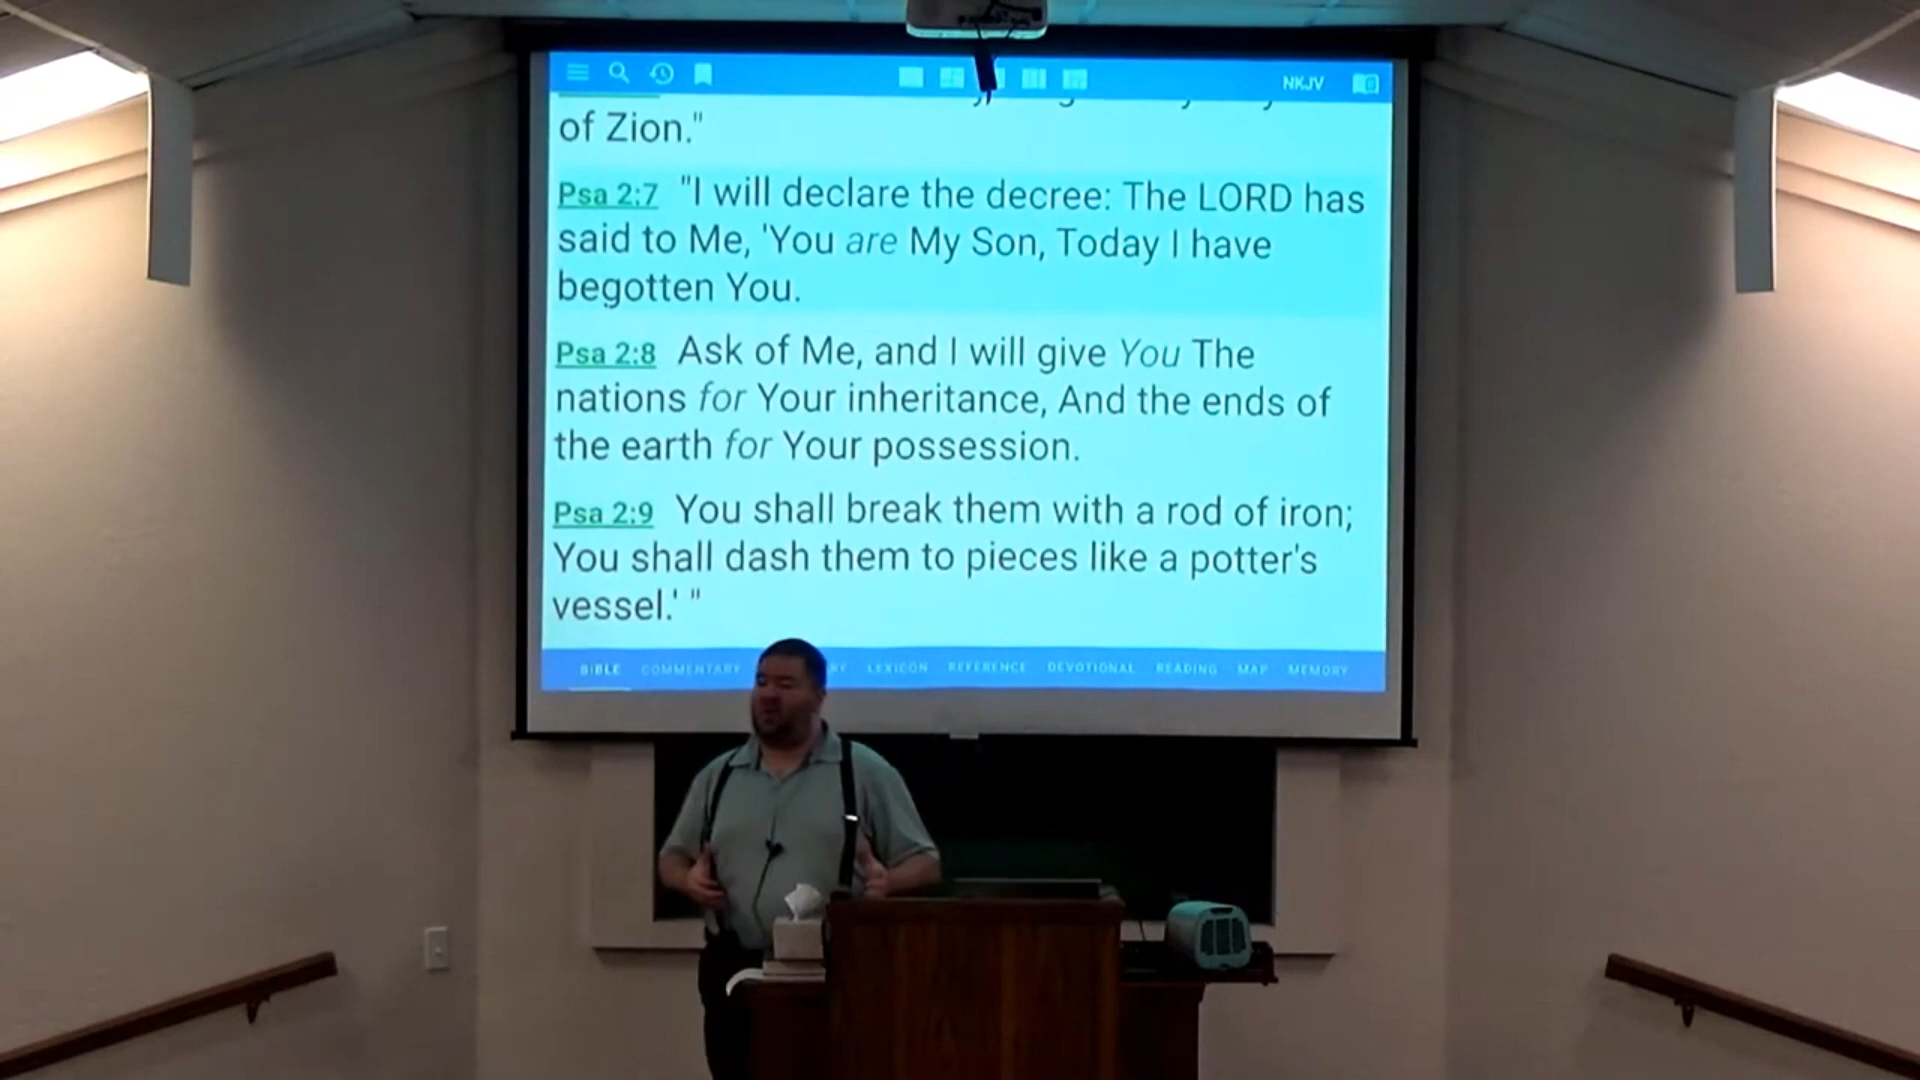 NKJV
of Zion."
Psa 2:7 "I will declare the decree: The LORD has
said to Me, 'You are My Son, Today I have
begotten You.
Psa 2:8 Ask of Me, and I will give You The
nations for Your inheritance, And the ends of
the earth for Your possession.
Psa 2:9 You shall break them with a rod of iron;
You shall dash them to pieces like a potter's
vessel.' "
BIBLE COMMENTARY LEXICON REFERENCE DEVOTIONAL READING MAP MEMORY